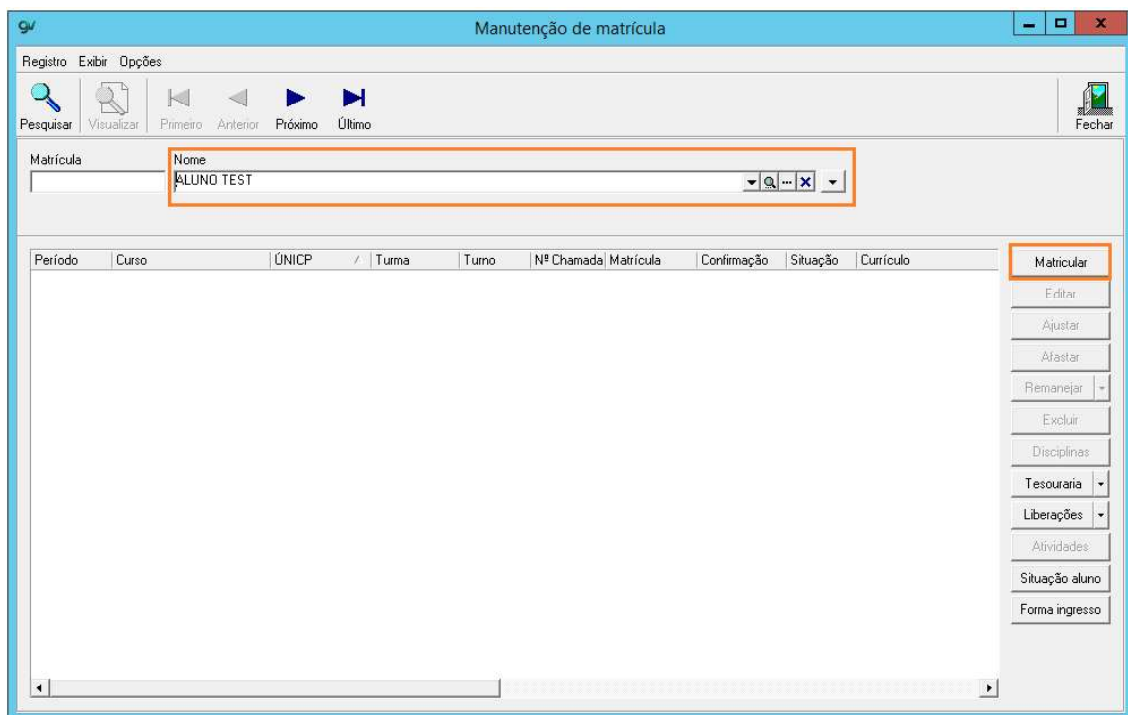 gv Manutenção de matrícula
Registro Exibir Opções
Pesquisar Visualizar Primeiro Anterior Próximo Último Fechar
Matrícula Nome
ALUNO TEST
Período Curso ÚNICP Turma Turno Nº Chamada Matrícula Confirmação Situação Currículo
Matricular
Editar
Ajustar
Afastar
Remanejar
Excluir
Disciplinas
Tesouraria
Liberações
Atividades
Situação aluno
Forma ingresso